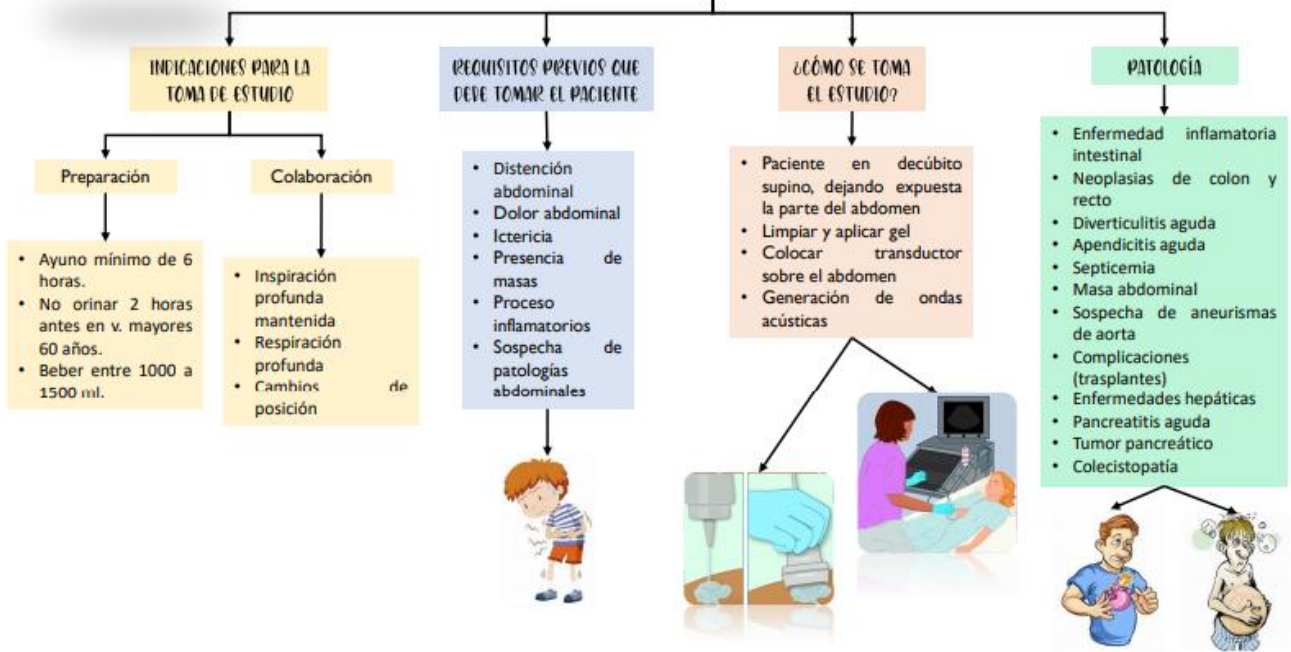 INDICACIONES PARA LA
TOMA DE ESTUDIO
Preparación
Colaboración
• Ayuno mínimo de 6
horas.
• No orinar 2 horas
antes en v. mayores
60 años.
• Beber entre 1000 a
1500 ml.
• Inspiración
profunda
mantenida
• Respiración
profunda
• Cambios de
posición
REQUISITOS PREVIOS QUE
DEBE TOMAR EL PACIENTE
• Distención
abdominal
• Dolor abdominal
• Ictericia
• Presencia de
masas
• Proceso
inflamatorios
• Sospecha de
patologías
abdominales
¿CÓMO SE TOMA
EL ESTUDIO?
• Paciente en decúbito
supino, dejando expuesta
la parte del abdomen
• Limpiar y aplicar gel
• Colocar transductor
sobre el abdomen
• Generación de ondas
acústicas
PATOLOGÍA
• Enfermedad inflamatoria
intestinal
• Neoplasias de colon y
recto
• Diverticulitis aguda
• Apendicitis aguda
• Septicemia
• Masa abdominal
• Sospecha de aneurismas
de aorta
• Complicaciones
(trasplantes)
• Enfermedades hepáticas
• Pancreatitis aguda
• Tumor pancreático
• Colecistopatía